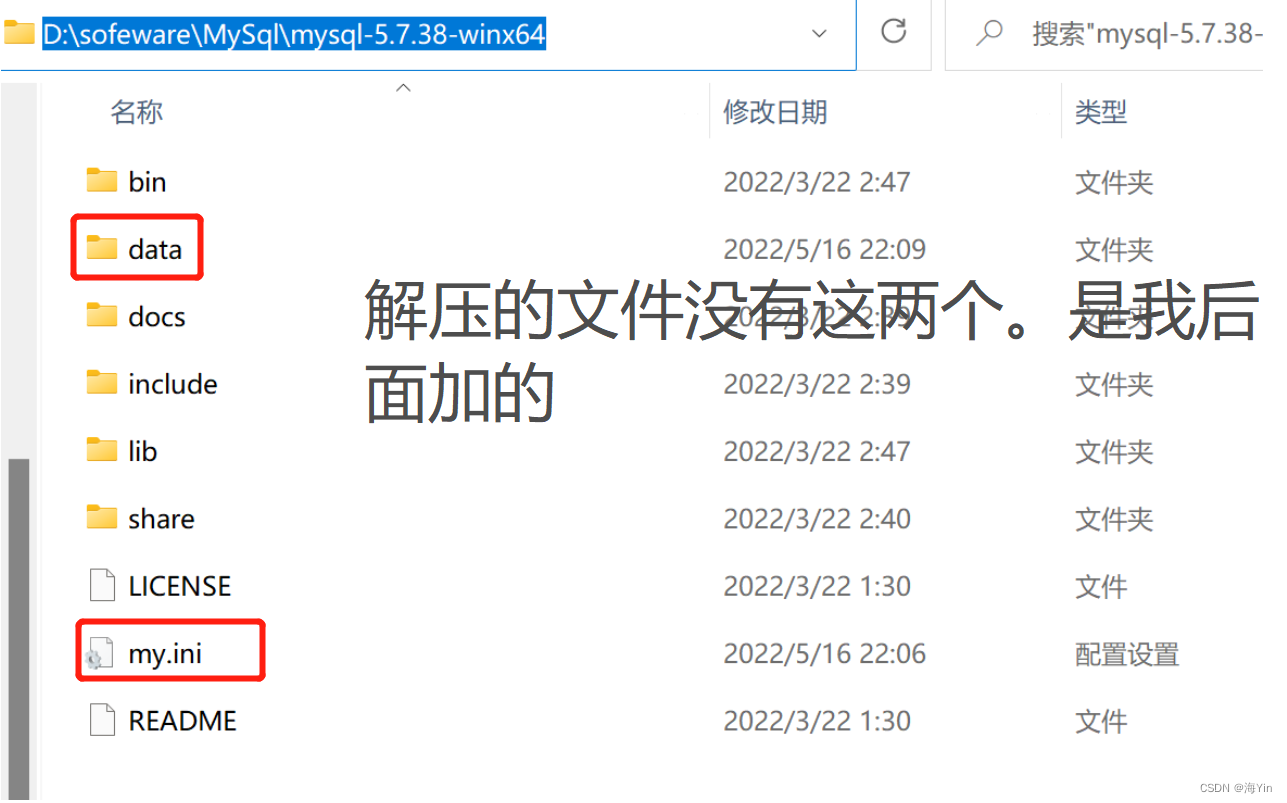 D:\sofeware\MySql\mysql-5.7.38-winx64 搜索"mysql-5.7.38-
名称 修改日期 类型
bin 2022/3/22 2:47 文件夹
data 2022/5/16 22:09 文件夹
解压的文件没有这两个。是我后
docs 2022/3/22 2:39 文件夹
include 2022/3/22 2:39 文件夹
面加的
lib 2022/3/22 2:47 文件夹
share 2022/3/22 2:40 文件夹
LICENSE 2022/3/22 1:30 文件
my.ini 2022/5/16 22:06 配置设置
README 2022/3/22 1:30 文件
CSDN @海Yin